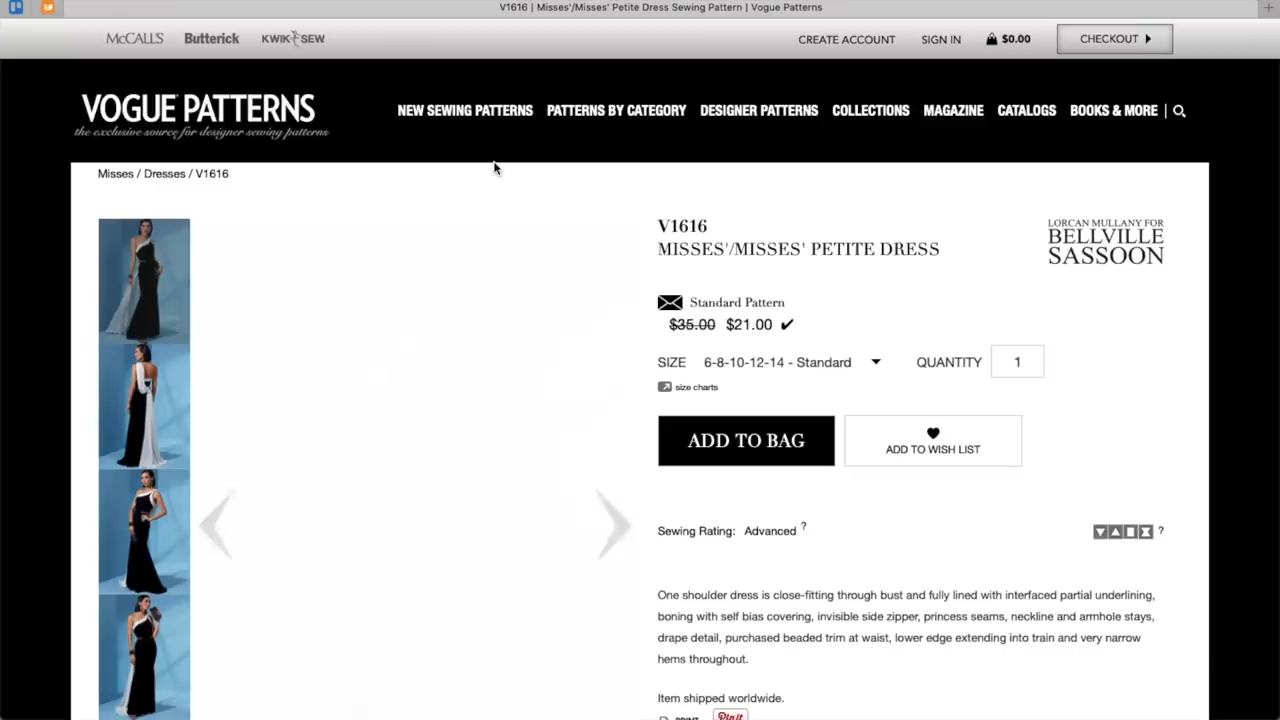 V1616 | Misses'/Misses' Petite Dress Sewing Pattern | Vogue Patterns
McCALL'S Butterick KWIK SEW CREATE ACCOUNT SIGN IN $0.00 CHECKOUT
VOGUE PATTERNS
the exclusive source for designer sewing patterns
NEW SEWING PATTERNS PATTERNS BY CATEGORY DESIGNER PATTERNS COLLECTIONS MAGAZINE CATALOGS BOOKS & MORE |
Misses / Dresses / V1616
V1616
MISSES'/MISSES' PETITE DRESS
LORCAN MULLANY FOR
BELLVILLE
SASSOON
Standard Pattern
$35.00 $21.00 ✔
SIZE 6-8-10-12-14 - Standard QUANTITY 1
size charts
ADD TO BAG
ADD TO WISH LIST
Sewing Rating: Advanced ? ?
One shoulder dress is close-fitting through bust and fully lined with interfaced partial underlining,
boning with self bias covering, invisible side zipper, princess seams, neckline and armhole stays,
drape detail, purchased beaded trim at waist, lower edge extending into train and very narrow
hems throughout.
Item shipped worldwide.
PRINT Pin it